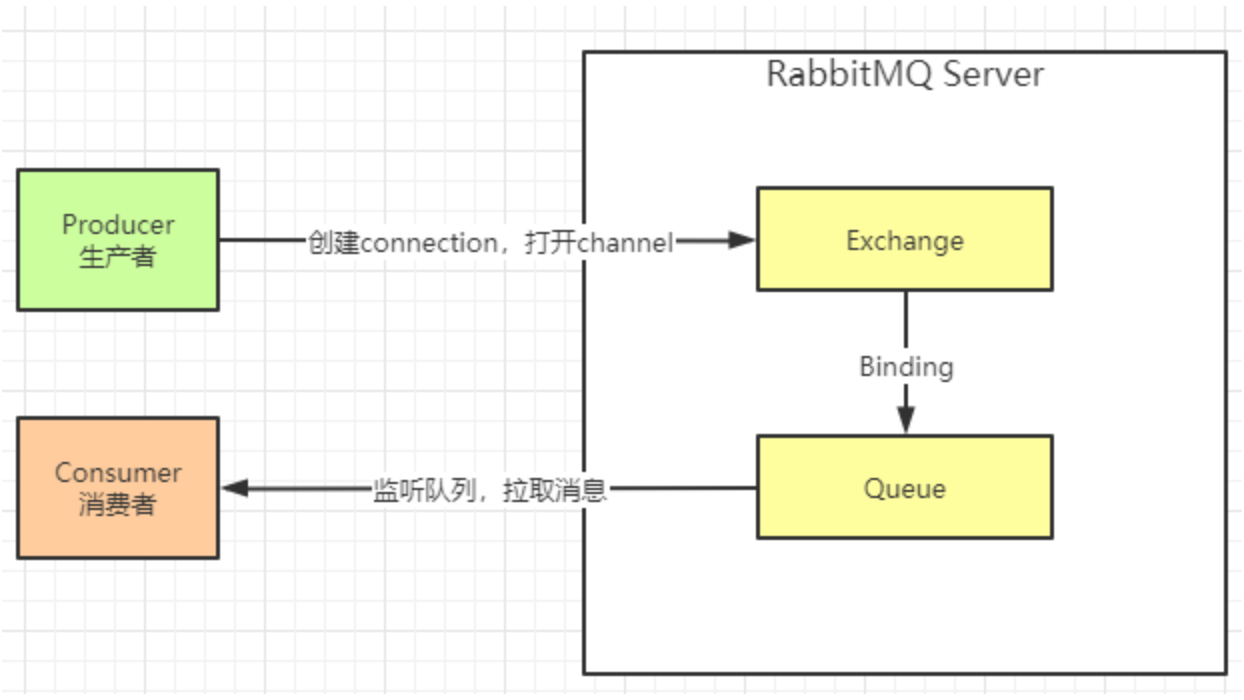 RabbitMQ Server
Producer
生产者
创建connection，打开channel
Exchange
Binding
Consumer
消费者
监听队列，拉取消息
Queue